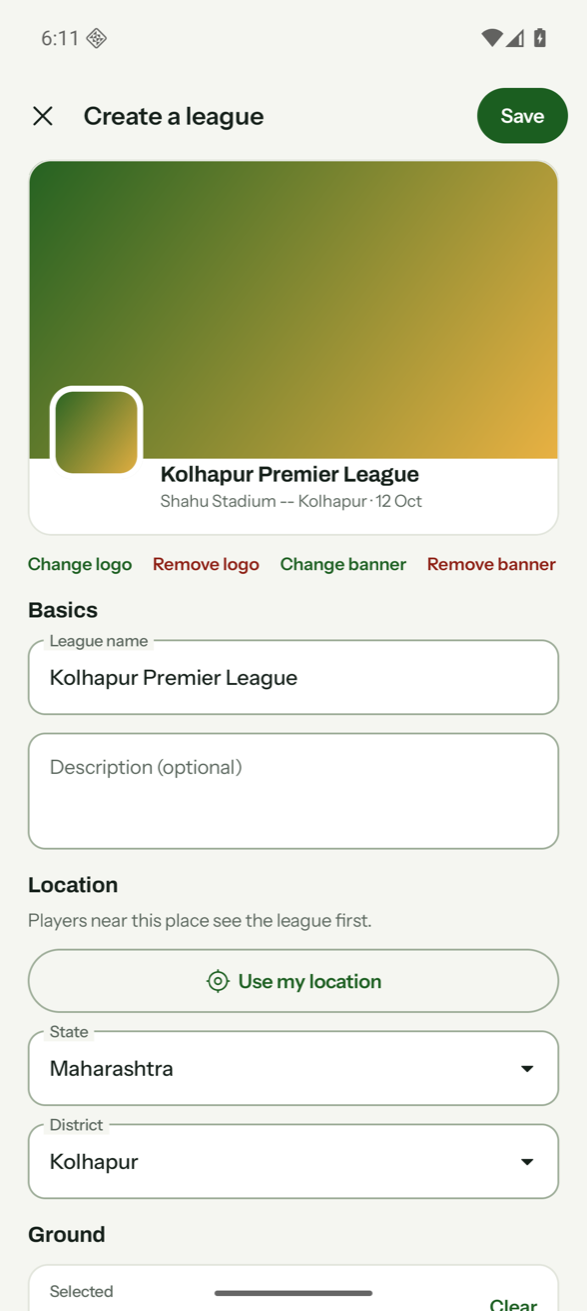 6:11
Create a league
Save
Kolhapur Premier League
Shahu Stadium -- Kolhapur · 12 Oct
Change logo Remove logo Change banner Remove banner
Basics
League name
Kolhapur Premier League
Description (optional)
Location
Players near this place see the league first.
Use my location
State
Maharashtra
District
Kolhapur
Ground
Selected
Clear